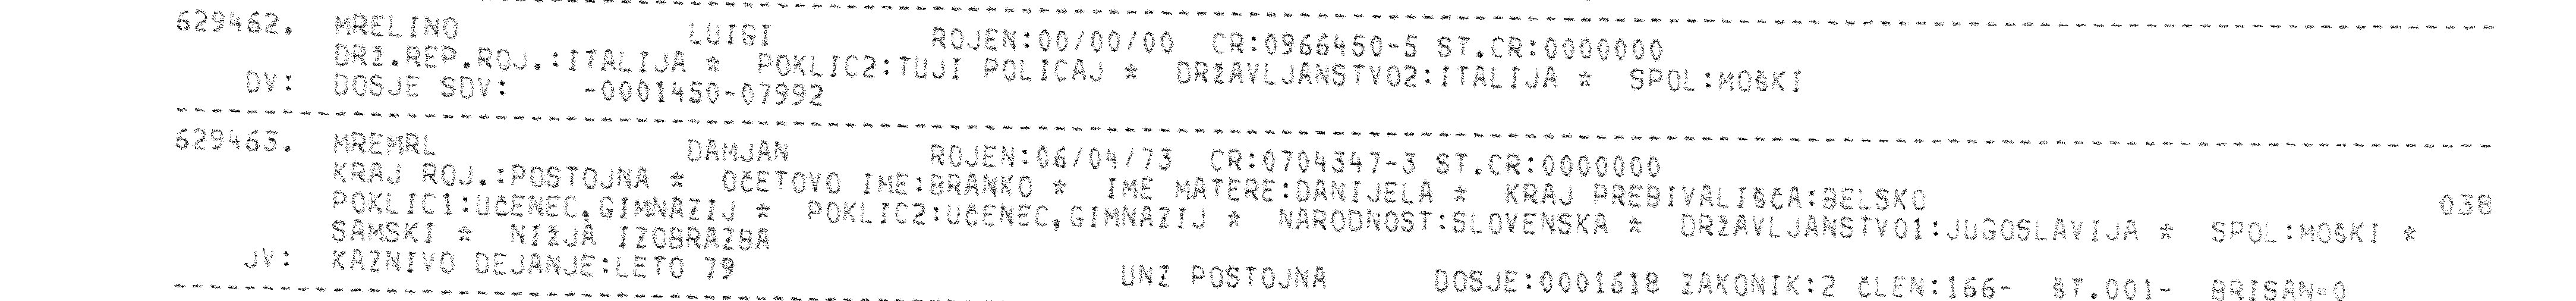 629462. MRELINO LUIGI ROJEN:00/00/00 CR:0966450-5 ST.CR:0000000
DRŽ.REP.ROJ.:ITALIJA * POKLIC2:TUJI POLICAJ * DRŽAVLJANSTVO2:ITALIJA * SPOL:MOŠKI
DV: DOSJE SDV: -0001450-07992
629463. MREMRL DAMJAN ROJEN:06/04/73 CR:0704347-3 ST.CR:0000000
KRAJ ROJ.:POSTOJNA * OČETOVO IME:BRANKO * IME MATERE:DANIJELA * KRAJ PREBIVALIŠČA:BELSKO 038
POKLIC1:UČENEC,GIMNAZIJ * POKLIC2:UČENEC,GIMNAZIJ * NARODNOST:SLOVENSKA * DRŽAVLJANSTVO1:JUGOSLAVIJA * SPOL:MOŠKI *
SAMSKI * NIŽJA IZOBRAZBA
JV: KAZNIVO DEJANJE:LETO 79 UNZ POSTOJNA DOSJE:0001618 ZAKONIK:2 ČLEN:166- ŠT.001- BRISAN=0